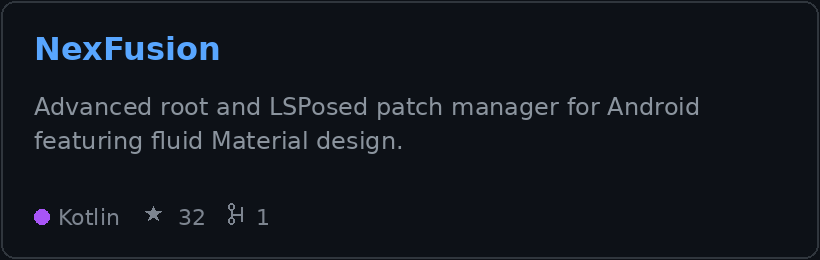 NexFusion
Advanced root and LSPosed patch manager for Android
featuring fluid Material design.
Kotlin 32 1